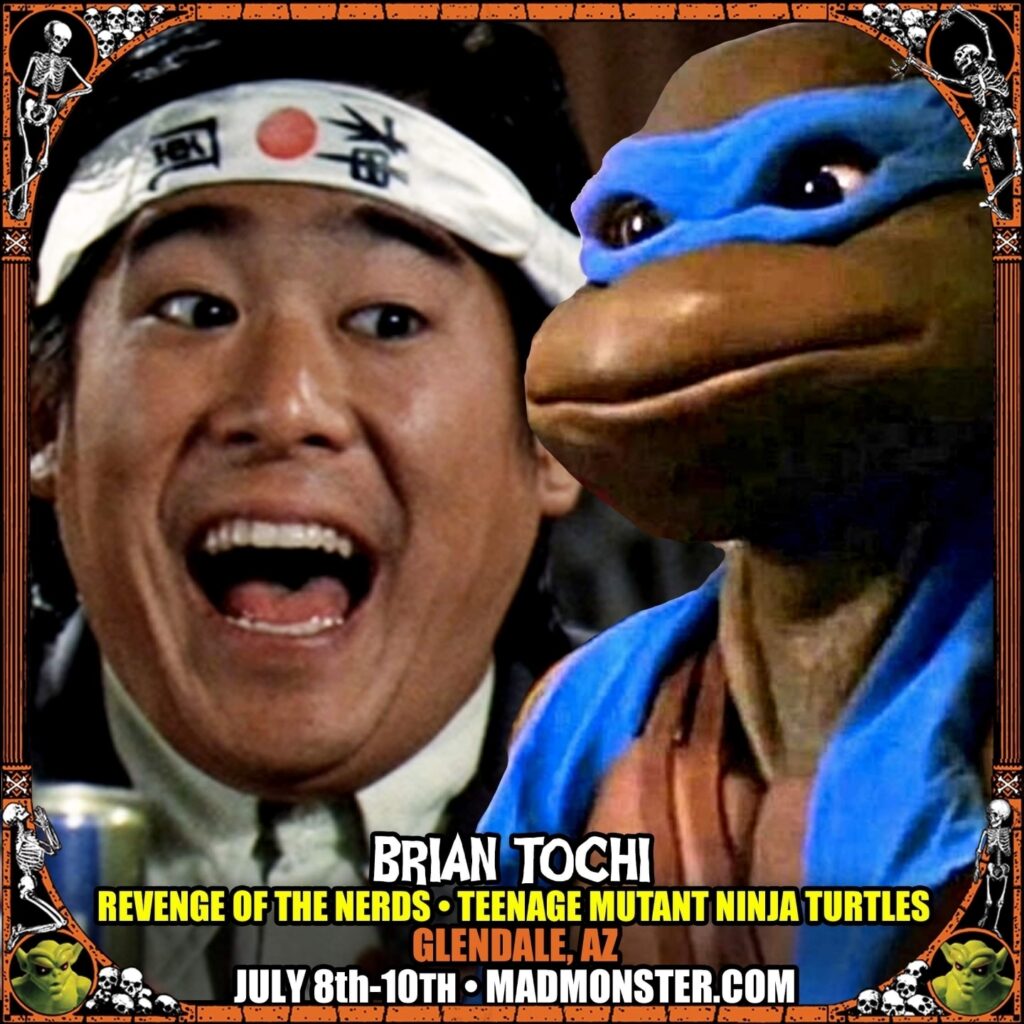 BRIAN TOCHI
REVENGE OF THE NERDS • TEENAGE MUTANT NINJA TURTLES
GLENDALE, AZ
JULY 8th-10TH • MADMONSTER.COM